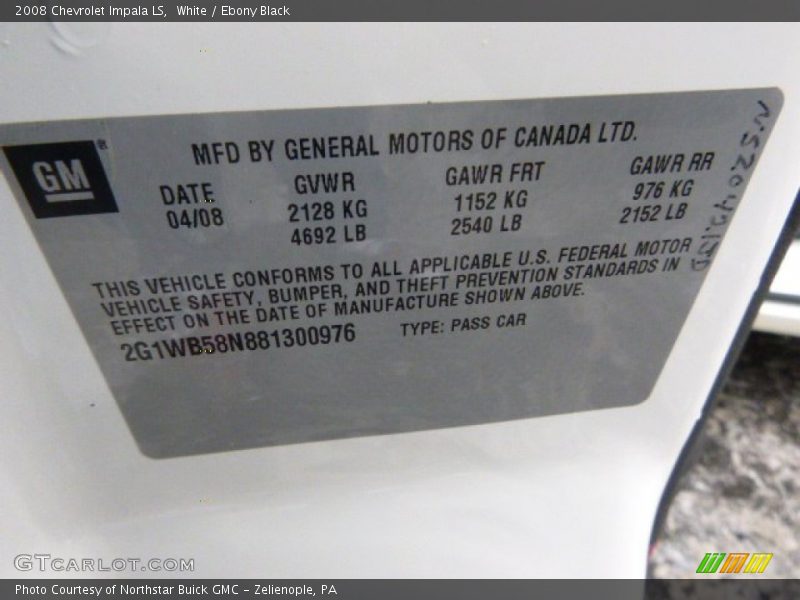 2008 Chevrolet Impala LS, White / Ebony Black
GM®
MFD BY GENERAL MOTORS OF CANADA LTD.
DATE GVWR GAWR FRT GAWR RR
04/08 2128 KG 1152 KG 976 KG
4692 LB 2540 LB 2152 LB
THIS VEHICLE CONFORMS TO ALL APPLICABLE U.S. FEDERAL MOTOR
VEHICLE SAFETY, BUMPER, AND THEFT PREVENTION STANDARDS IN
EFFECT ON THE DATE OF MANUFACTURE SHOWN ABOVE.
2G1WB58N881300976 TYPE: PASS CAR
GTCARLOT.COM
Photo Courtesy of Northstar Buick GMC - Zelienople, PA